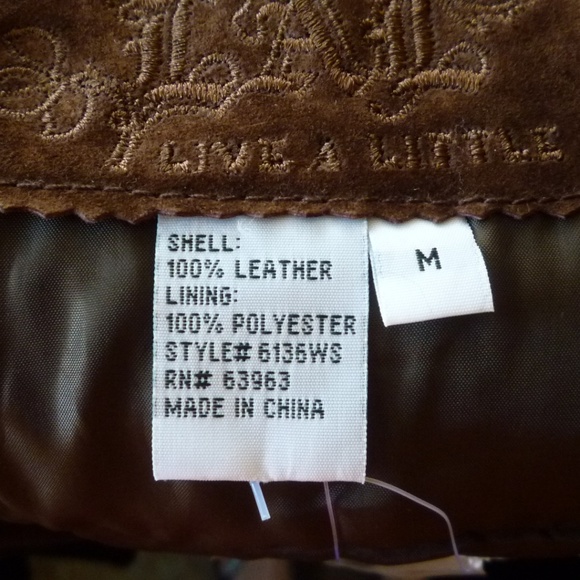 LIVE A LITTLE
SHELL:
100% LEATHER
LINING:
100% POLYESTER
STYLE# 6136WS
RN# 63963
MADE IN CHINA
M